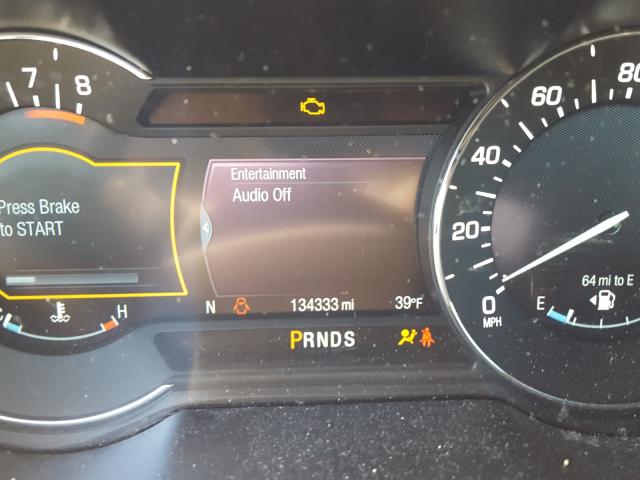 7 8
80
60
40
20
0
MPH
Entertainment
Audio Off
Press Brake
to START
64 mi to E
E
H
N
134333 mi
39°F
PRNDS